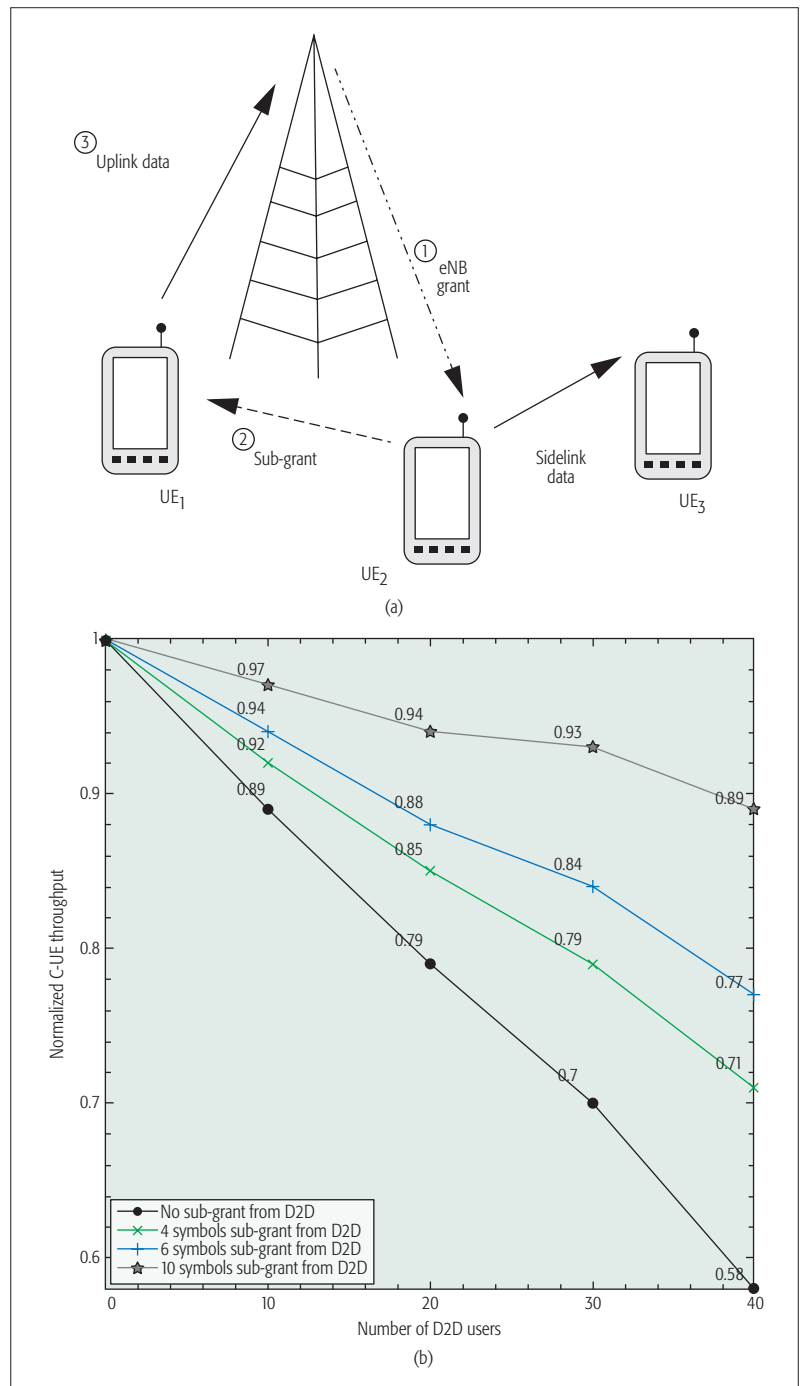 3
Uplink data
1
eNB
grant
2
Sub-grant
Sidelink
data
UE1
UE2
UE3
(a)
1
0.9
0.8
0.7
0.6
Normalized C-UE throughput
0.97
0.94
0.92
0.89
0.94
0.88
0.85
0.79
0.93
0.84
0.79
0.7
0.89
0.77
0.71
0.58
No sub-grant from D2D
4 symbols sub-grant from D2D
6 symbols sub-grant from D2D
10 symbols sub-grant from D2D
0
10
20
30
40
Number of D2D users
(b)